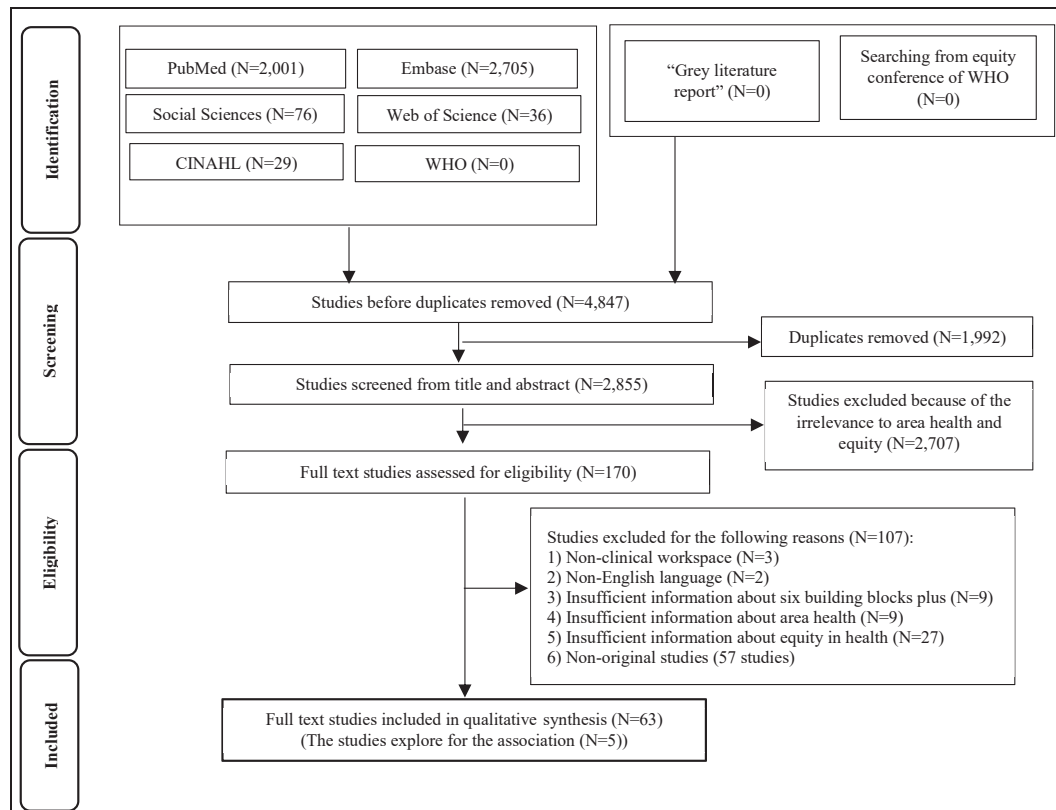 Identification
PubMed (N=2,001)
Embase (N=2,705)
Social Sciences (N=76)
Web of Science (N=36)
CINAHL (N=29)
WHO (N=0)
“Grey literature
report” (N=0)
Searching from equity
conference of WHO
(N=0)
Screening
Studies before duplicates removed (N=4,847)
Duplicates removed (N=1,992)
Studies screened from title and abstract (N=2,855)
Studies excluded because of the
irrelevance to area health and
equity (N=2,707)
Eligibility
Full text studies assessed for eligibility (N=170)
Studies excluded for the following reasons (N=107):
1) Non-clinical workspace (N=3)
2) Non-English language (N=2)
3) Insufficient information about six building blocks plus (N=9)
4) Insufficient information about area health (N=9)
5) Insufficient information about equity in health (N=27)
6) Non-original studies (57 studies)
Included
Full text studies included in qualitative synthesis (N=63)
(The studies explore for the association (N=5))